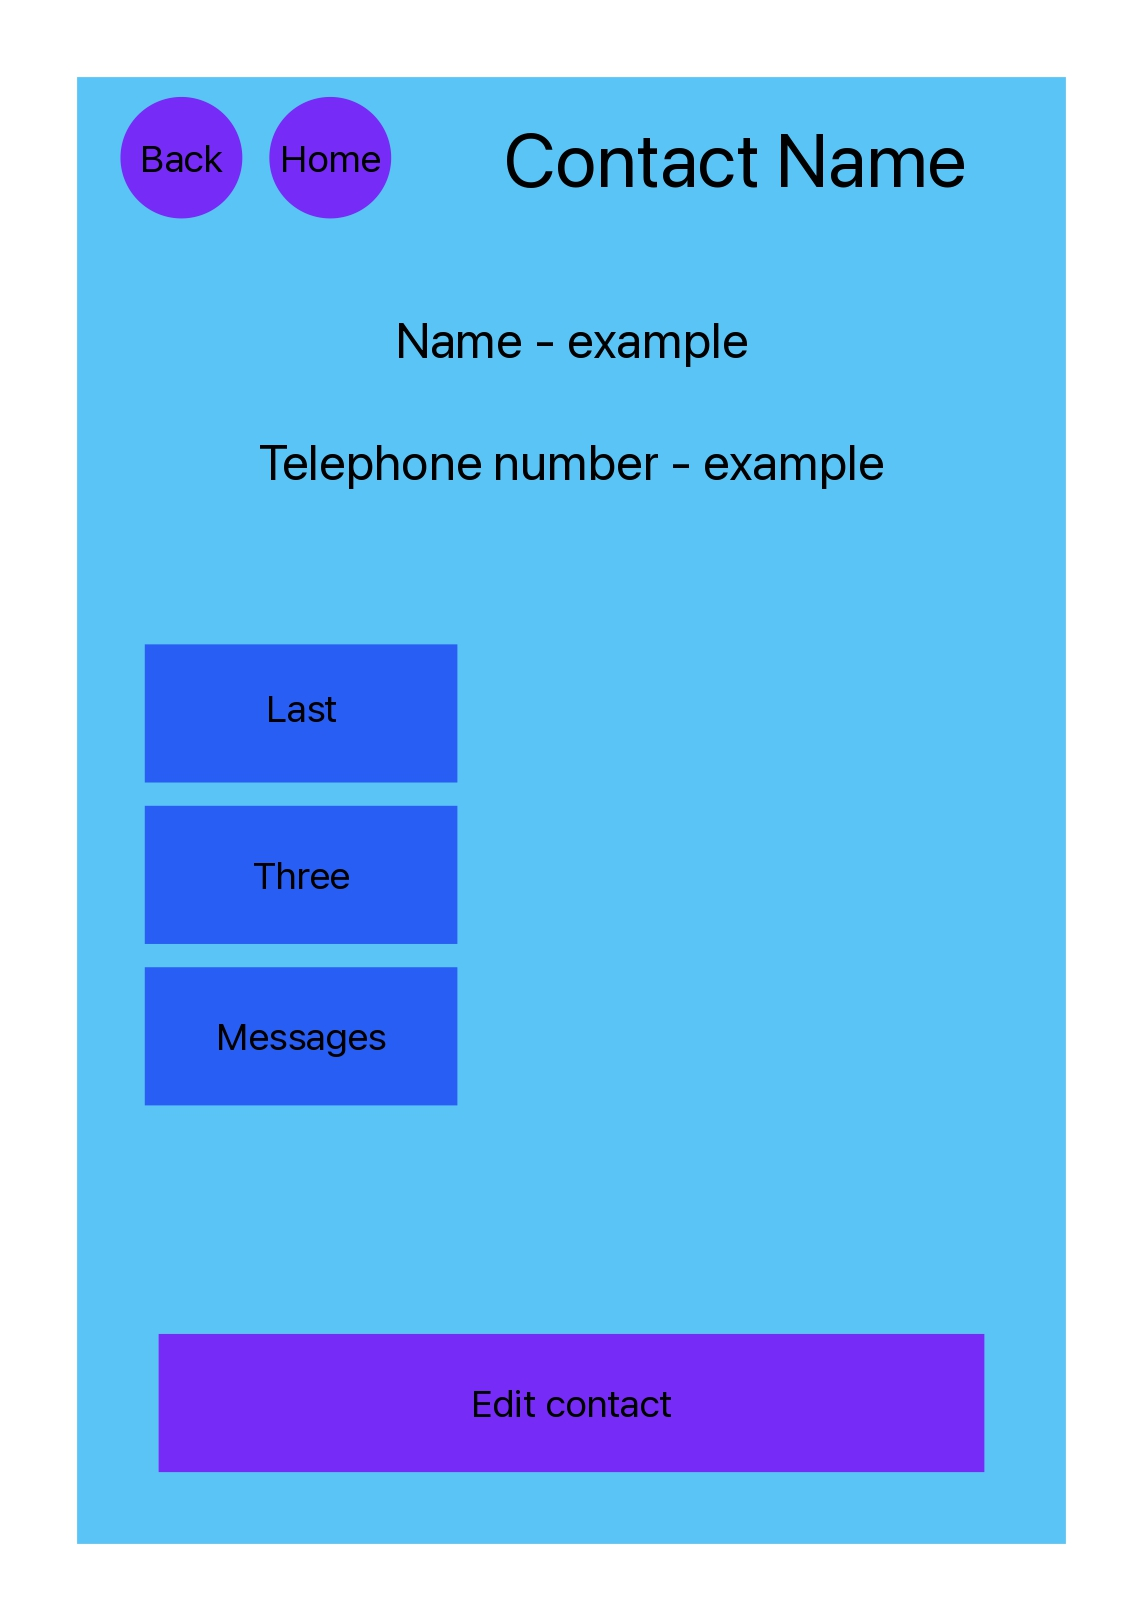 Back
Home
Contact Name
Name - example
Telephone number - example
Last
Three
Messages
Edit contact